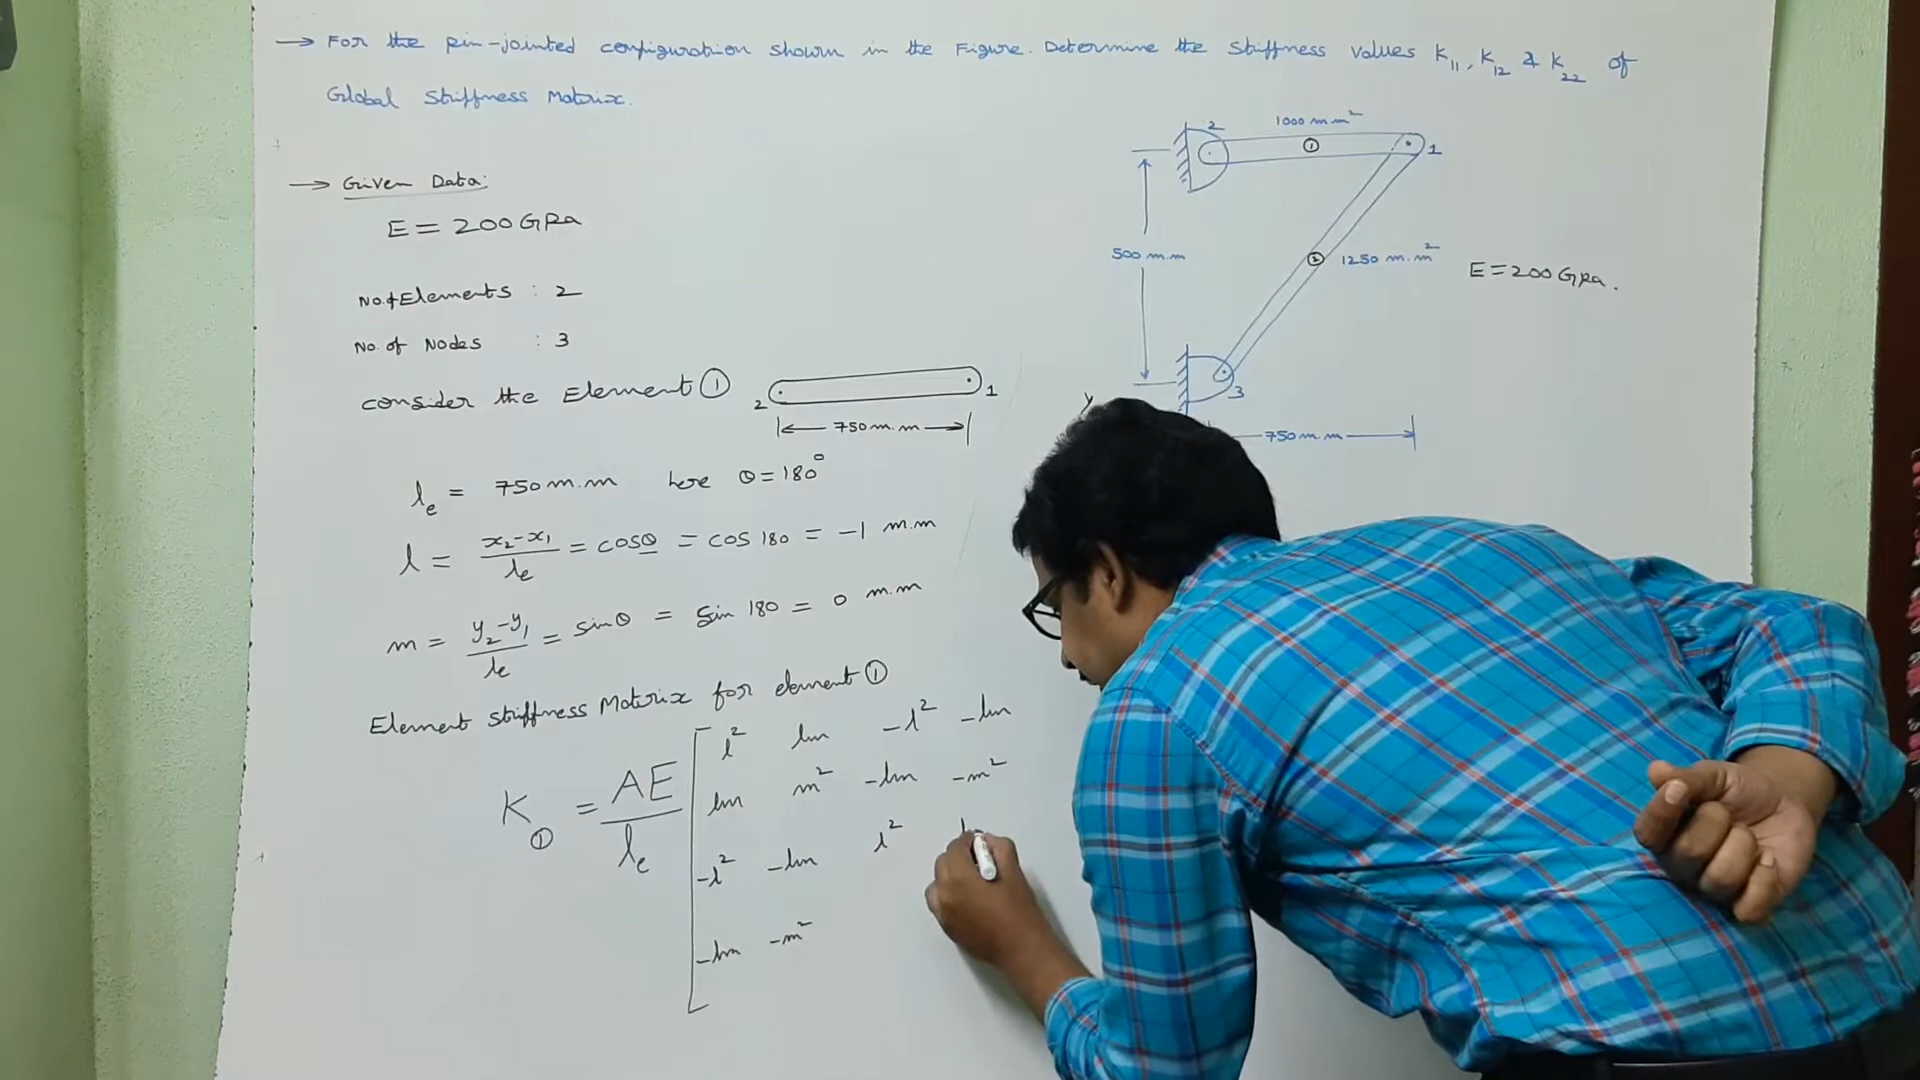 → For the pin-jointed configuration shown in the Figure. Determine the stiffness values K₁₁, K₁₂ & K₂₂ of
Global Stiffness Matrix.
→ Given Data:
E = 200 GPa
No. of Elements : 2
No. of Nodes : 3
consider the Element ①
2
1
750 m.m
lₑ = 750 m.m here θ = 180°
l = (x₂-x₁)/lₑ = cosθ = cos 180 = -1 m.m
m = (y₂-y₁)/lₑ = sinθ = sin 180 = 0 m.m
Element stiffness Matrix for element ①
K① = AE/lₑ [
l² lm -l² -lm
lm m² -lm -m²
-l² -lm l² l
-lm -m²
1000 m.m²
2
①
1
500 m.m
②
1250 m.m²
E = 200 GPa.
3
y
750 m.m